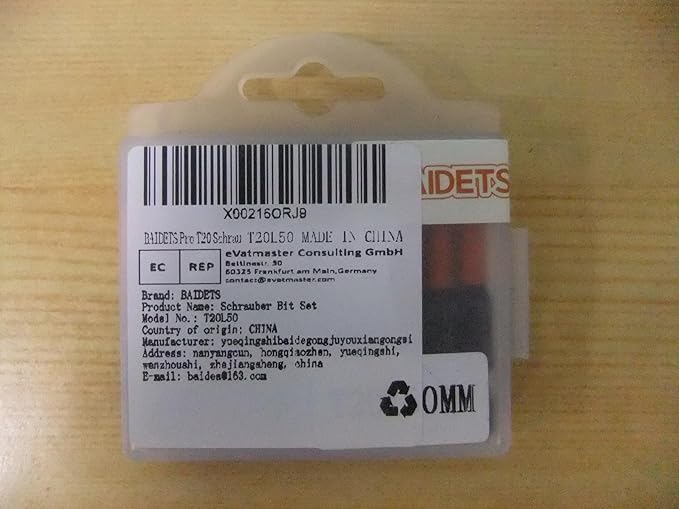 BAIDETS
X00216ORJ9
BAIDETS Pro T20 Schrau T20L50 MADE IN CHINA
EC REP
eVatmaster Consulting GmbH
Bettinastr. 30
60325 Frankfurt am Main,Germany
contact@evatmaster.com
Brand: BAIDETS
Product Name: Schrauber Bit Set
Model No.: T20L50
Country of origin: CHINA
Manufacturer: yueqingshibaidegongjuyouxiangongsi
Address: nanyangcun, hongqiaozhen, yueqingshi,
wenzhoushi, zhejiangsheng, china
E-mail: baidea@163.com
0MM